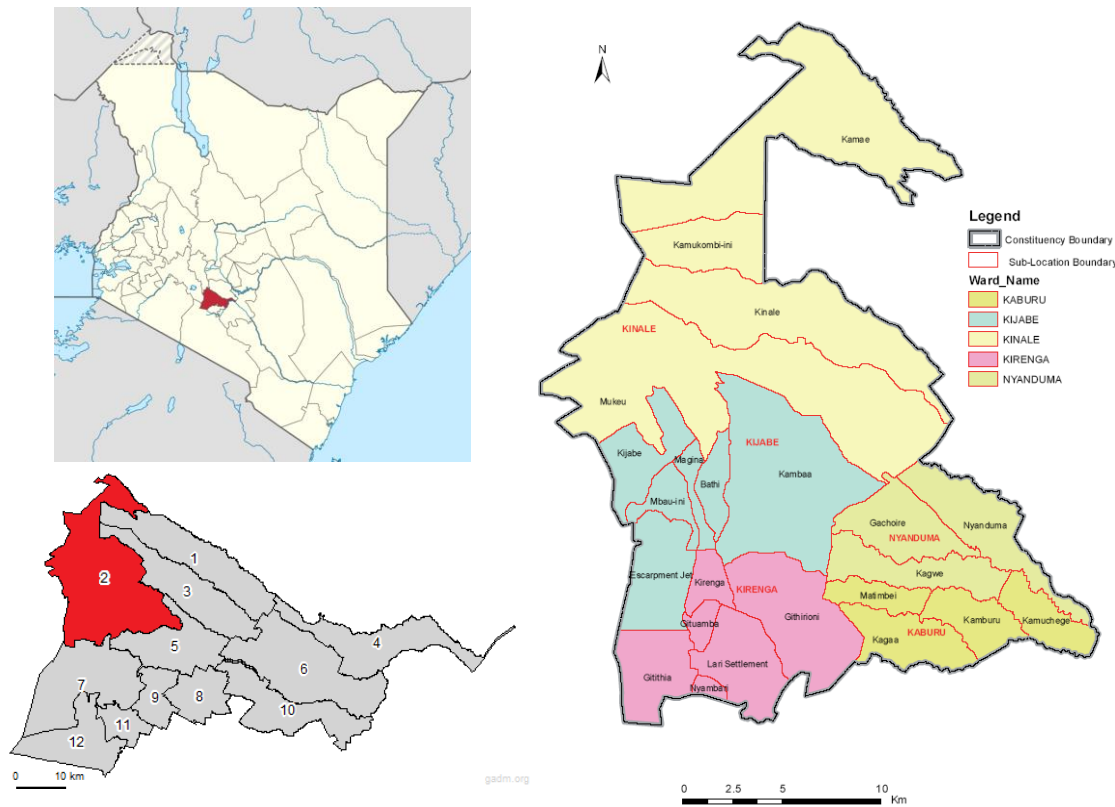 1
2
3
4
5
6
7
8
9
10
11
12
0 10 km
gadm.org
N
Kamae
Kamukombi-ini
Kinale
KINALE
Mukeu
KIJABE
Kijabe
Magina
Bathi
Kambaa
Mbau-ini
Gachoire
Nyanduma
NYANDUMA
Escarpment Jet
Kirenga
KIRENGA
Kagwe
Matimbei
Githirioni
Gituamba
Kamburu
Kamuchege
KABURU
Kagaa
Lari Settlement
Gitithia
Nyambari
Legend
Constituency Boundary
Sub-Location Boundary
Ward_Name
KABURU
KIJABE
KINALE
KIRENGA
NYANDUMA
0 2.5 5 10
Km